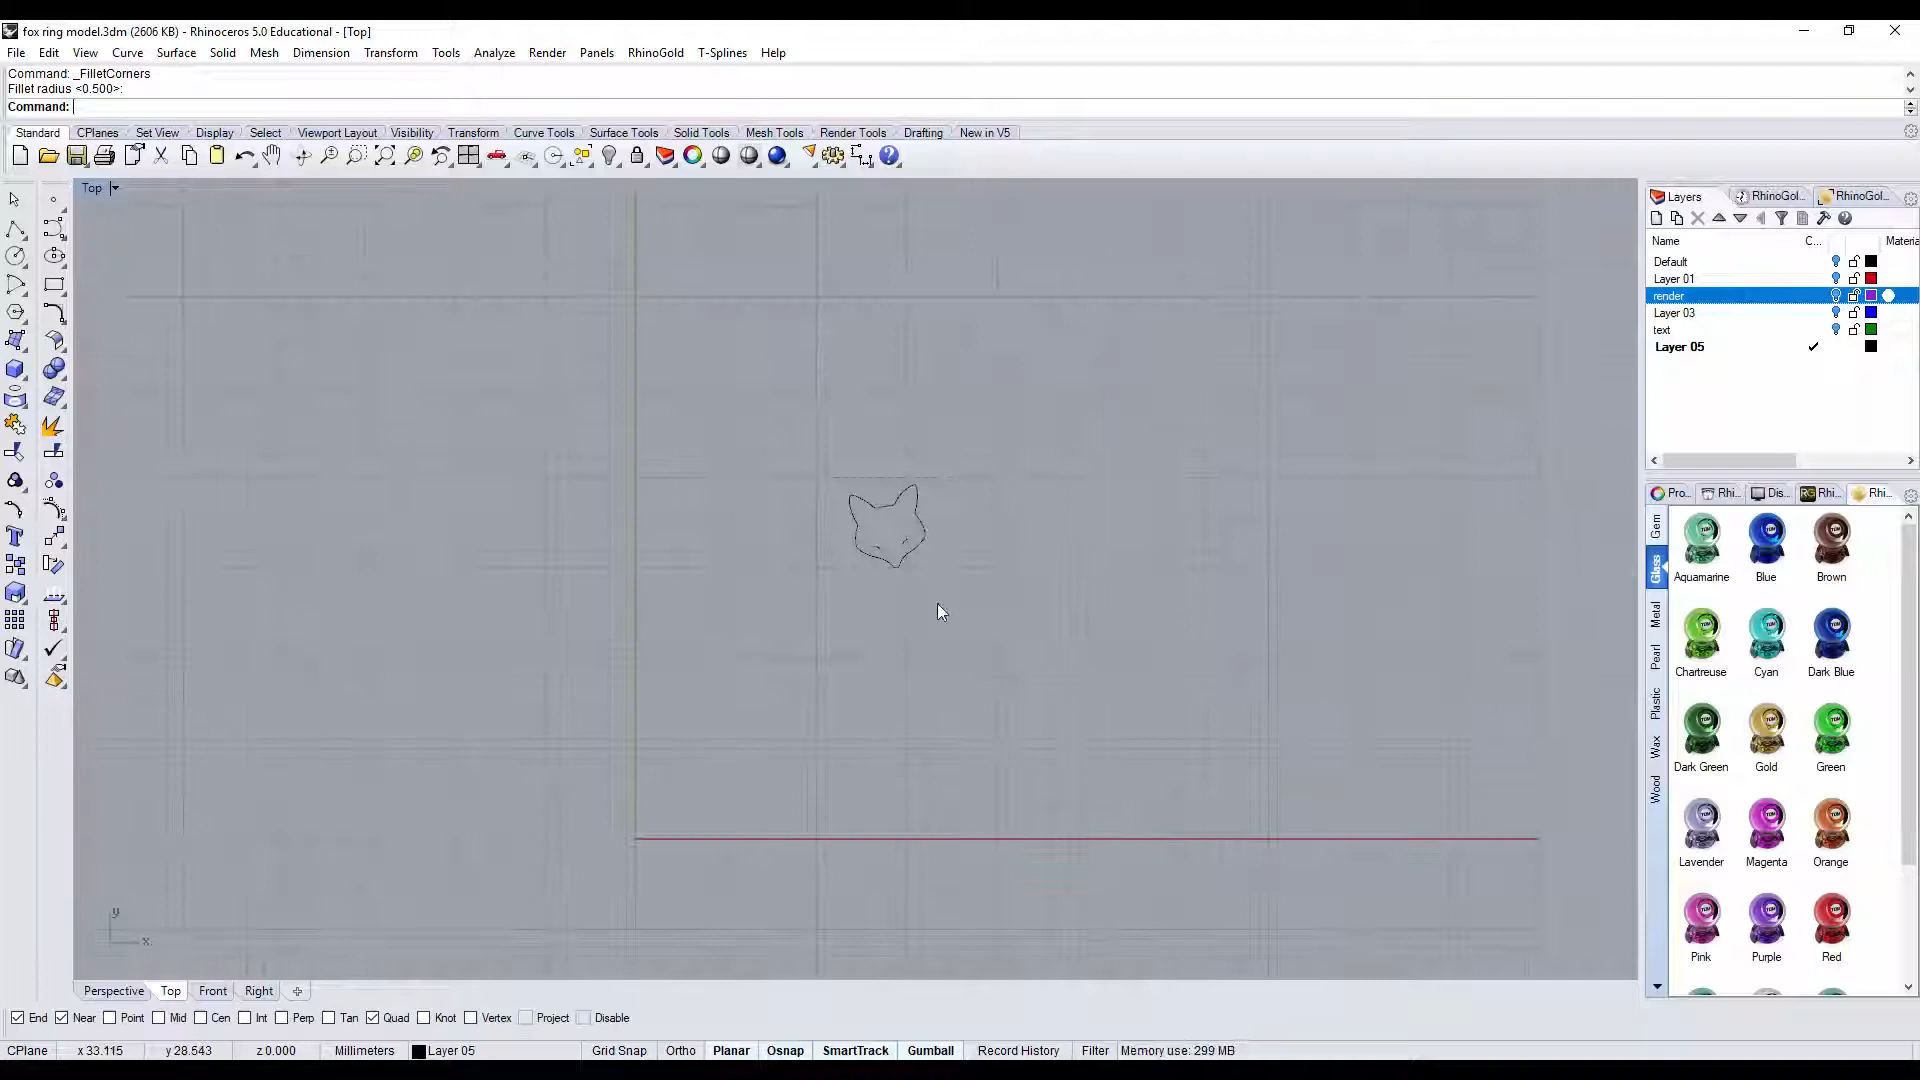 fox ring model.3dm (2606 KB) - Rhinoceros 5.0 Educational - [Top]
File Edit View Curve Surface Solid Mesh Dimension Transform Tools Analyze Render Panels RhinoGold T-Splines Help
Command: _FilletCorners
Fillet radius <0.500>:
Command:
Standard CPlanes Set View Display Select Viewport Layout Visibility Transform Curve Tools Surface Tools Solid Tools Mesh Tools Render Tools Drafting New in V5
Top
Layers RhinoGol... RhinoGol...
Name C... Materia
Default
Layer 01
render
Layer 03
text
Layer 05
Pro... Rhi... Dis... Rhi... Rhi...
Gem
Glass
Metal
Pearl
Plastic
Wax
Wood
Aquamarine Blue Brown
Chartreuse Cyan Dark Blue
Dark Green Gold Green
Lavender Magenta Orange
Pink Purple Red
y
x
Perspective Top Front Right
End Near Point Mid Cen Int Perp Tan Quad Knot Vertex Project Disable
CPlane x 33.115 y 28.543 z 0.000 Millimeters Layer 05 Grid Snap Ortho Planar Osnap SmartTrack Gumball Record History Filter Memory use: 299 MB